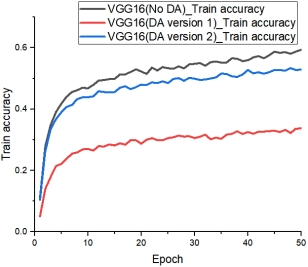 VGG16(No DA)_Train accuracy
VGG16(DA version 1)_Train accuracy
VGG16(DA version 2)_Train accuracy
0.6
0.4
0.2
0.0
Train accuracy
0 10 20 30 40 50
Epoch